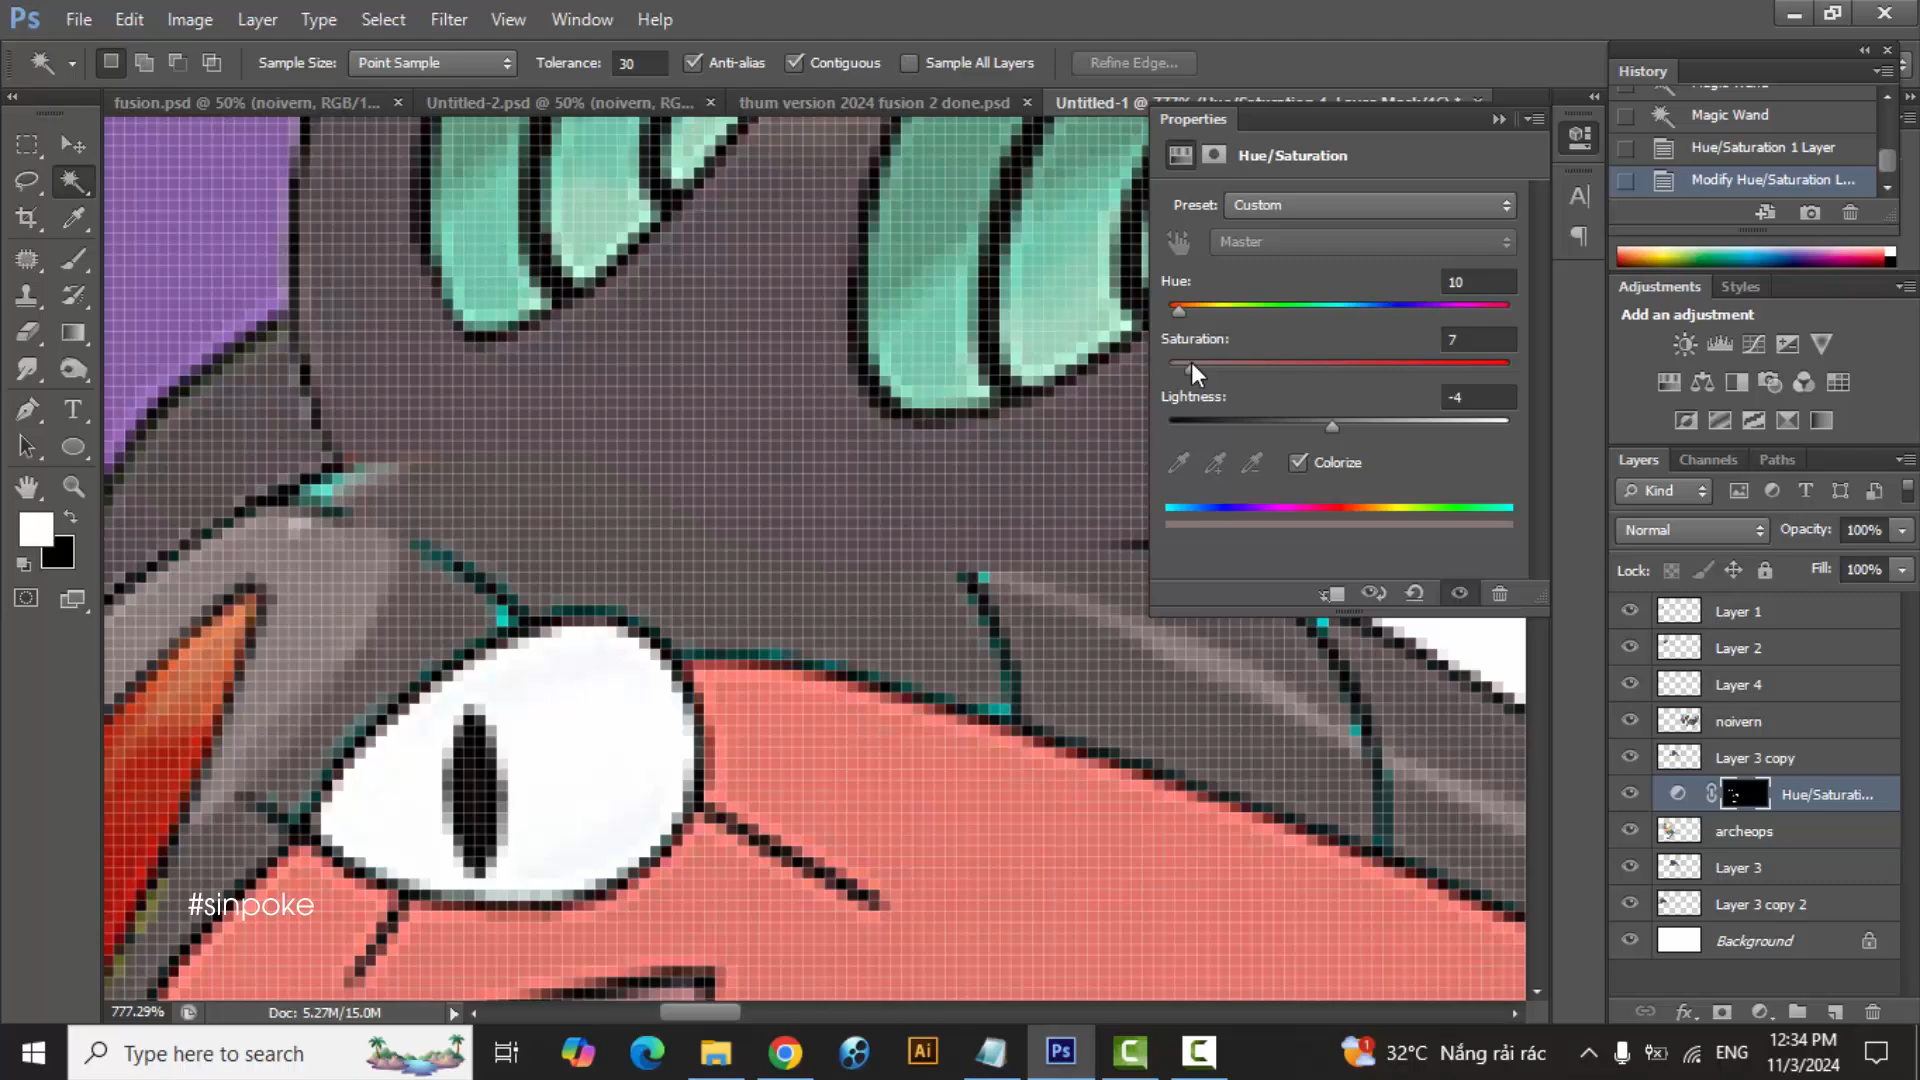 Ps File Edit Image Layer Type Select Filter View Window Help
Sample Size: Point Sample Tolerance: 30 Anti-alias Contiguous Sample All Layers Refine Edge...
fusion.psd @ 50% (noivern, RGB/1... × Untitled-2.psd @ 50% (noivern, RG... × thum version 2024 fusion 2 done.psd ×
Properties
Hue/Saturation
Preset: Custom
Master
Hue: 10
Saturation: 7
Lightness: -4
Colorize
History
Magic Wand
Hue/Saturation 1 Layer
Modify Hue/Saturation L...
Adjustments Styles
Add an adjustment
Layers Channels Paths
Kind
Normal Opacity: 100%
Lock: Fill: 100%
Layer 1
Layer 2
Layer 4
noivern
Layer 3 copy
Hue/Saturati...
archeops
Layer 3
Layer 3 copy 2
Background
#sinpoke
777.29% Doc: 5.27M/15.0M
Type here to search
Ai Ps
32°C Nắng rải rác
ENG
12:34 PM
11/3/2024